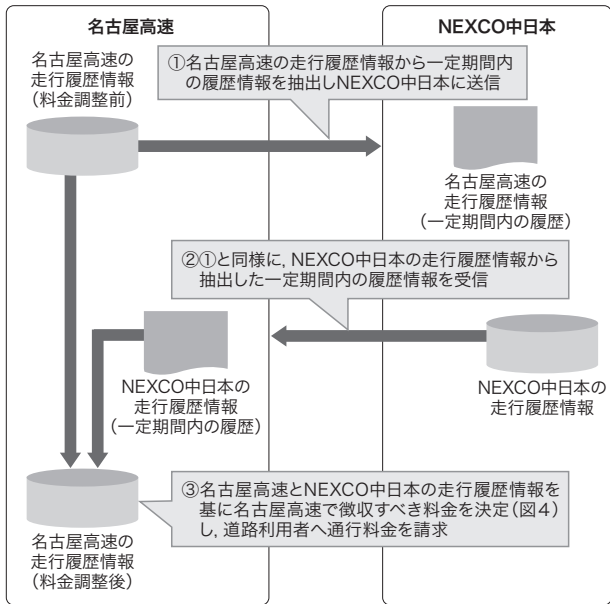 名古屋高速
NEXCO中日本
名古屋高速の
走行履歴情報
（料金調整前）
①名古屋高速の走行履歴情報から一定期間内
の履歴情報を抽出しNEXCO中日本に送信
名古屋高速の
走行履歴情報
（一定期間内の履歴）
②①と同様に，NEXCO中日本の走行履歴情報から
抽出した一定期間内の履歴情報を受信
NEXCO中日本の
走行履歴情報
（一定期間内の履歴）
NEXCO中日本の
走行履歴情報
③名古屋高速とNEXCO中日本の走行履歴情報を
基に名古屋高速で徴収すべき料金を決定（図4）
し，道路利用者へ通行料金を請求
名古屋高速の
走行履歴情報
（料金調整後）